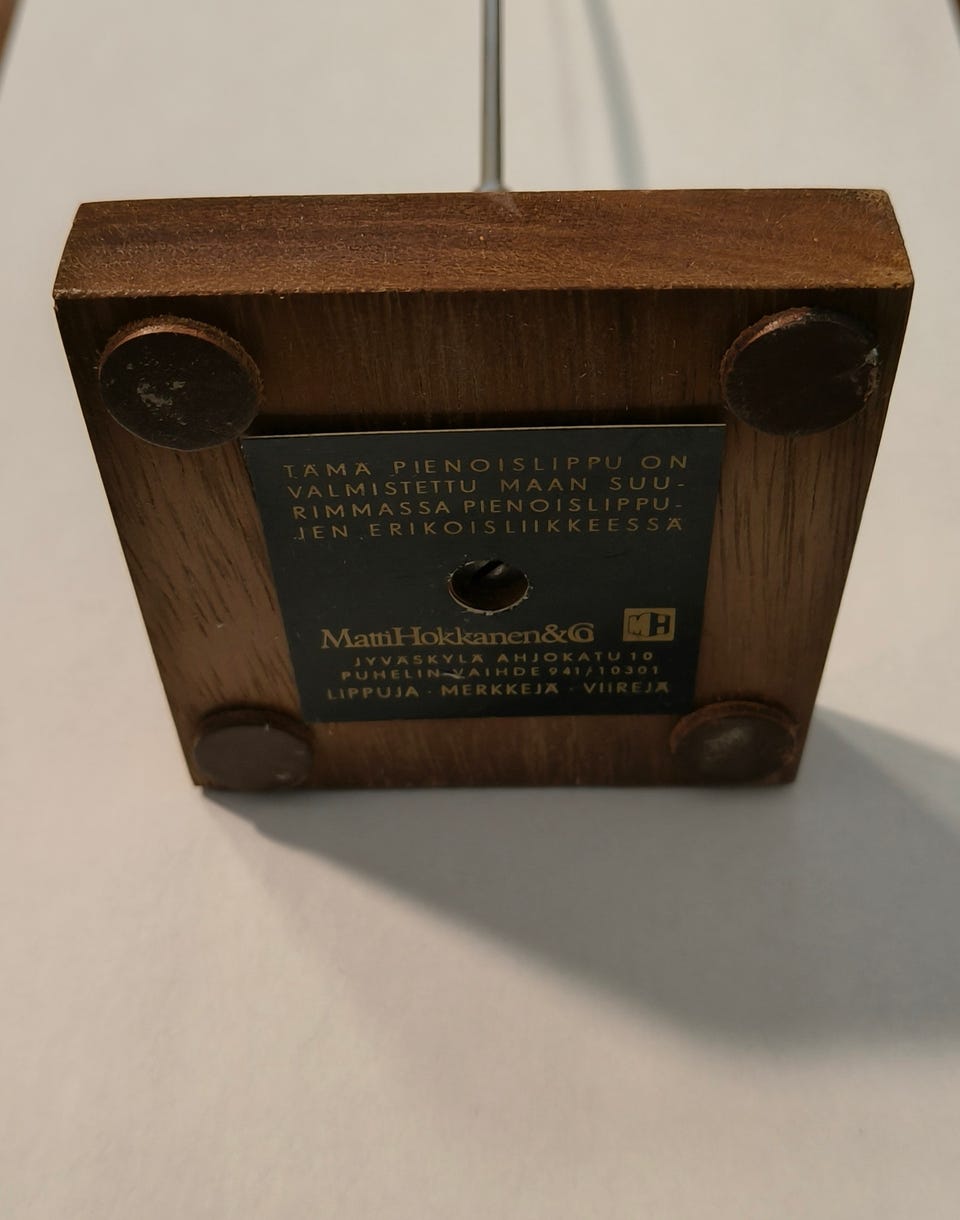 TÄMÄ PIENOISLIPPU ON
VALMISTETTU MAAN SUU-
RIMMASSA PIENOISLIPPU-
JEN ERIKOISLIIKKEESSÄ
MattiHokkanen&Co MH
JYVÄSKYLÄ AHJOKATU 10
PUHELIN VAIHDE 941/10301
LIPPUJA · MERKKEJÄ · VIIREJÄ